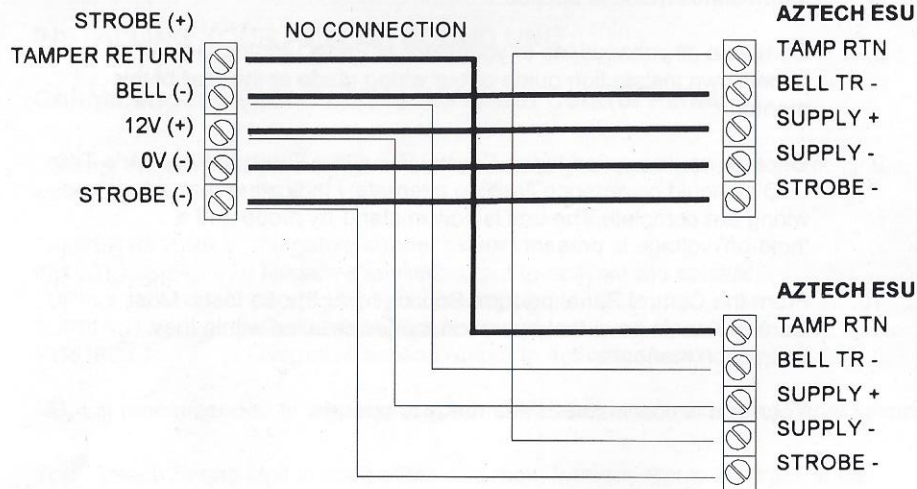 STROBE (+)
NO CONNECTION
TAMPER RETURN
BELL (-)
12V (+)
0V (-)
STROBE (-)
AZTECH ESU
TAMP RTN
BELL TR -
SUPPLY +
SUPPLY -
STROBE -
AZTECH ESU
TAMP RTN
BELL TR -
SUPPLY +
SUPPLY -
STROBE -